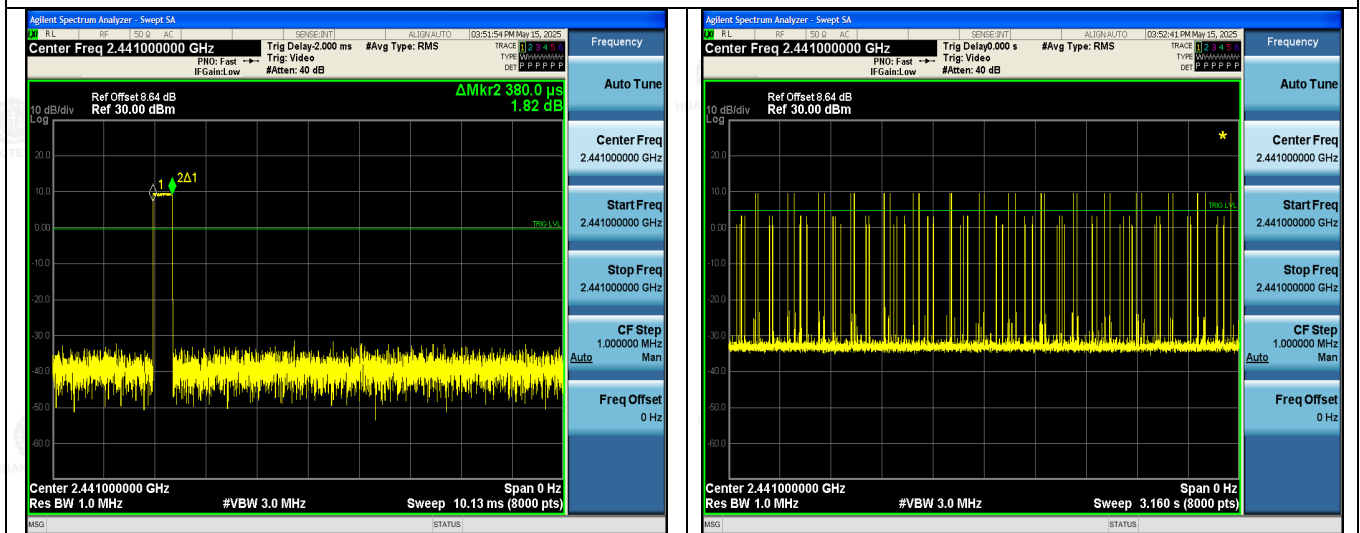 Agilent Spectrum Analyzer - Swept SA
LXI RL RF 50 Ω AC SENSE:INT ALIGN AUTO 03:51:54 PM May 15, 2025
Center Freq 2.441000000 GHz
Trig Delay-2.000 ms #Avg Type: RMS TRACE 1 2 3 4 5 6
PNO: Fast Trig: Video TYPE WWWWWW
IFGain:Low #Atten: 40 dB DET P P P P P P
ΔMkr2 380.0 µs
1.82 dB
Ref Offset 8.64 dB
10 dB/div Ref 30.00 dBm
Log
20.0
10.0
0.00
-10.0
-20.0
-30.0
-40.0
-50.0
-60.0
1 2Δ1
TRIG LVL
Center 2.441000000 GHz Span 0 Hz
Res BW 1.0 MHz #VBW 3.0 MHz Sweep 10.13 ms (8000 pts)
MSG STATUS
Frequency
Auto Tune
Center Freq
2.441000000 GHz
Start Freq
2.441000000 GHz
Stop Freq
2.441000000 GHz
CF Step
1.000000 MHz
Auto Man
Freq Offset
0 Hz
Agilent Spectrum Analyzer - Swept SA
LXI RL RF 50 Ω AC SENSE:INT ALIGN AUTO 03:52:41 PM May 15, 2025
Center Freq 2.441000000 GHz
Trig Delay0.000 s #Avg Type: RMS TRACE 1 2 3 4 5 6
PNO: Fast Trig: Video TYPE WWWWWW
IFGain:Low #Atten: 40 dB DET P P P P P P
Ref Offset 8.64 dB
10 dB/div Ref 30.00 dBm
Log
*
20.0
10.0
0.00
-10.0
-20.0
-30.0
-40.0
-50.0
-60.0
TRIG LVL
Center 2.441000000 GHz Span 0 Hz
Res BW 1.0 MHz #VBW 3.0 MHz Sweep 3.160 s (8000 pts)
MSG STATUS
Frequency
Auto Tune
Center Freq
2.441000000 GHz
Start Freq
2.441000000 GHz
Stop Freq
2.441000000 GHz
CF Step
1.000000 MHz
Auto Man
Freq Offset
0 Hz